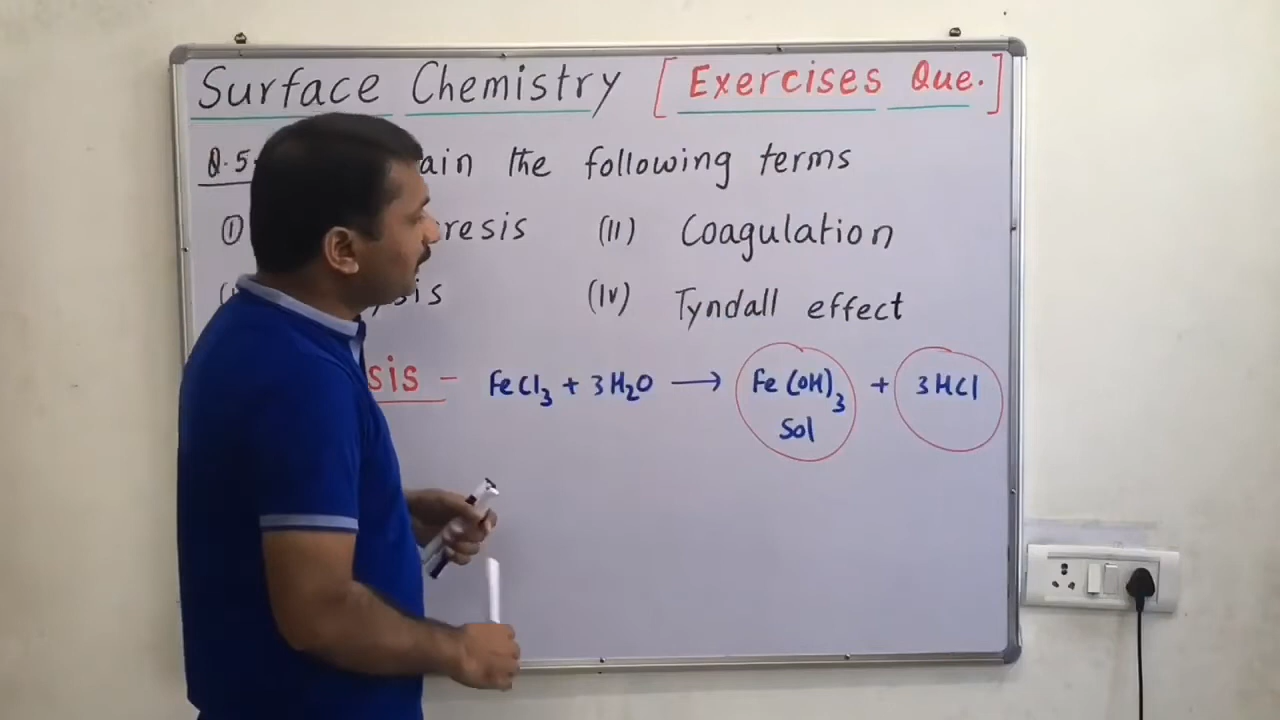 Surface Chemistry [Exercises Que.]
Q.5. ain the following terms
(i) resis (ii) Coagulation
sis (iv) Tyndall effect
sis - FeCl3 + 3H2O → Fe(OH)3 + 3HCl
Sol